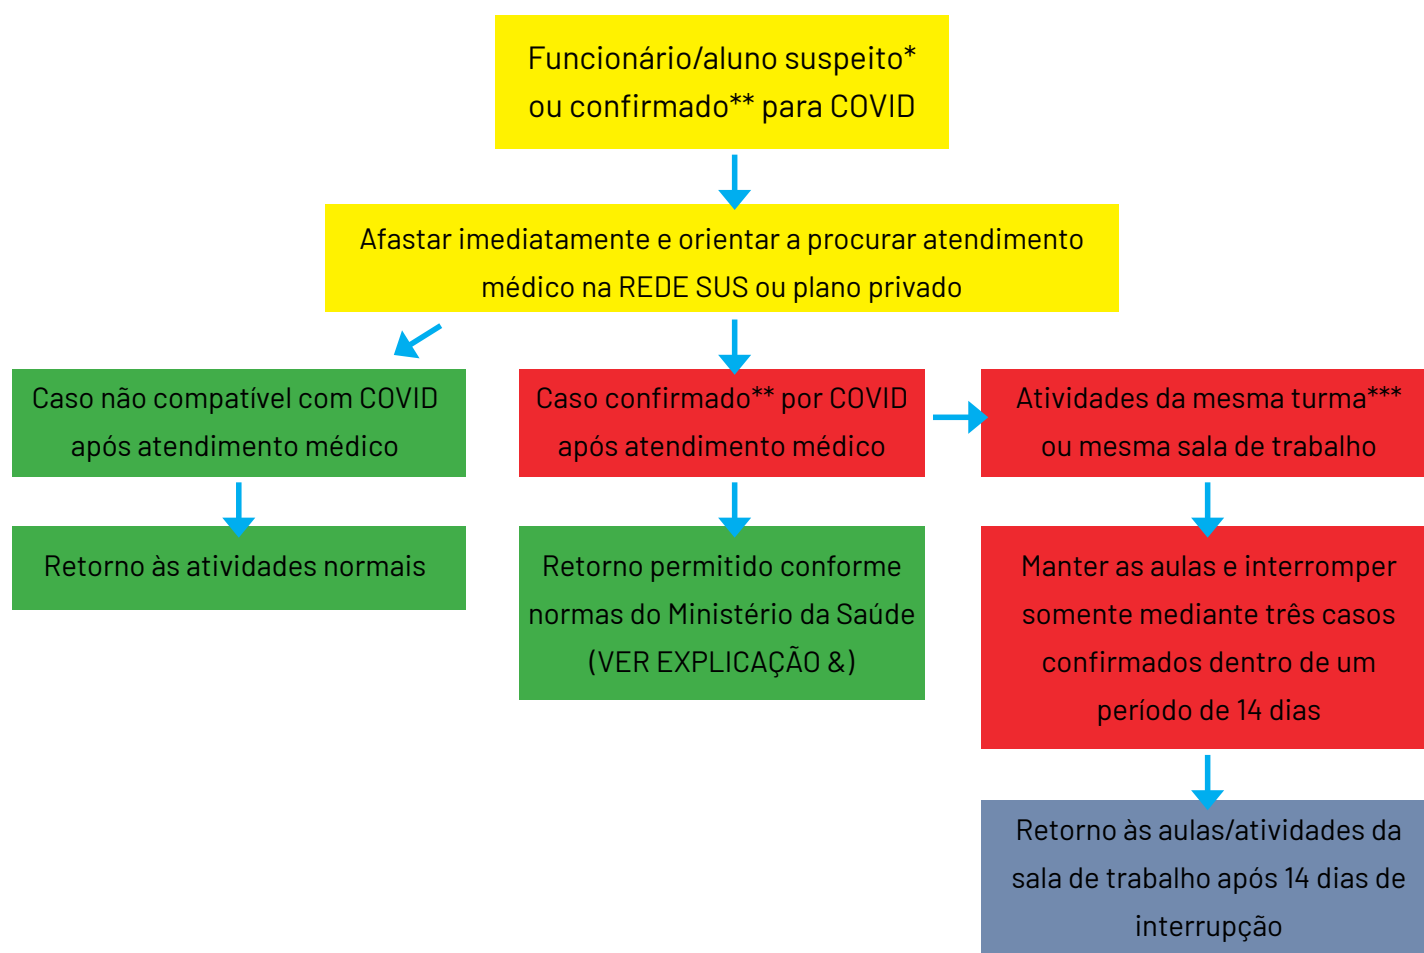 Funcionário/aluno suspeito*
ou confirmado** para COVID
Afastar imediatamente e orientar a procurar atendimento
médico na REDE SUS ou plano privado
Caso não compatível com COVID
após atendimento médico
Caso confirmado** por COVID
após atendimento médico
Atividades da mesma turma***
ou mesma sala de trabalho
Retorno às atividades normais
Retorno permitido conforme
normas do Ministério da Saúde
(VER EXPLICAÇÃO &)
Manter as aulas e interromper
somente mediante três casos
confirmados dentro de um
período de 14 dias
Retorno às aulas/atividades da
sala de trabalho após 14 dias de
interrupção